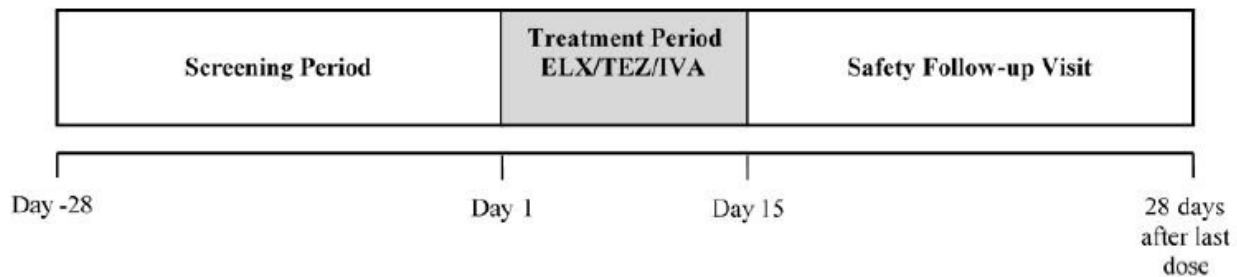 Screening Period
Treatment Period
ELX/TEZ/IVA
Safety Follow-up Visit
Day -28
Day 1
Day 15
28 days
after last
dose